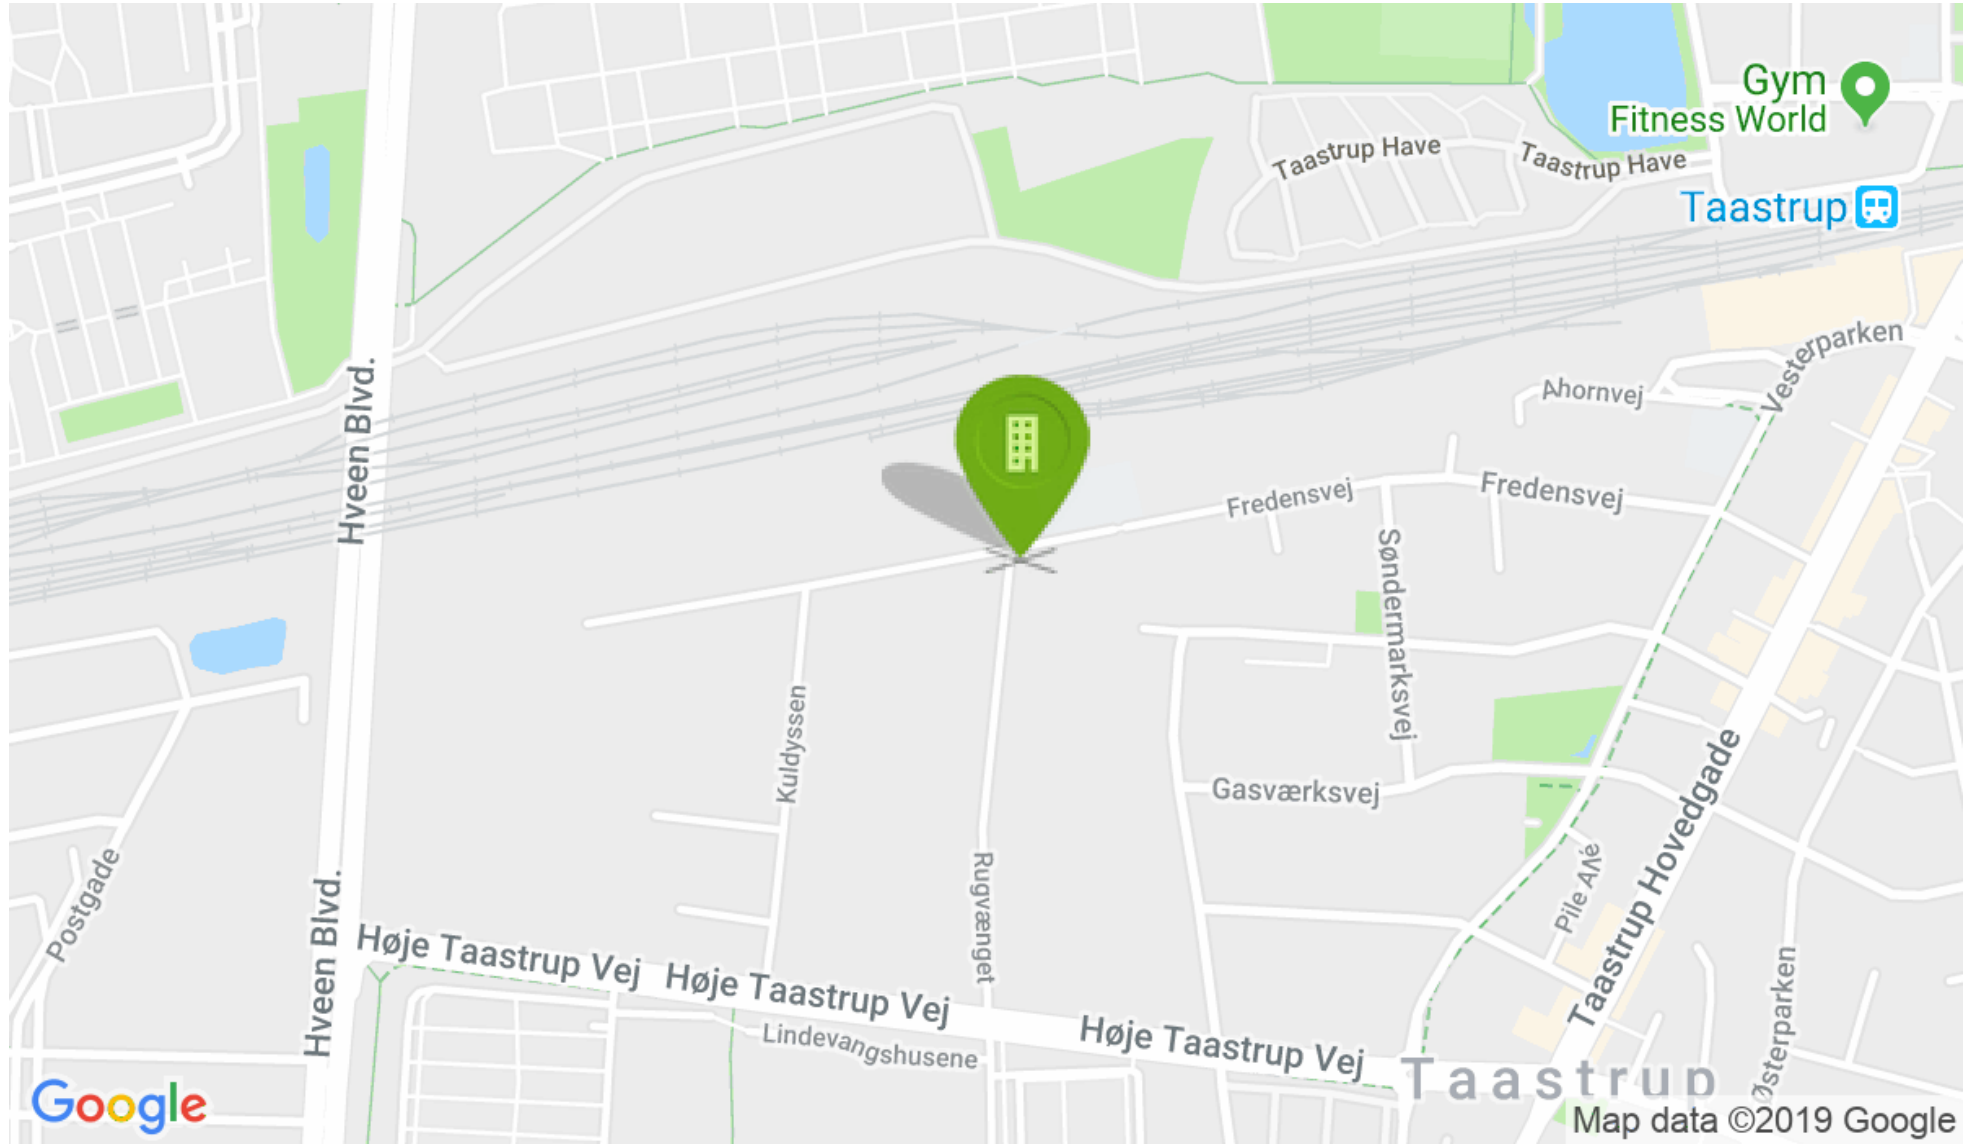 Gym
Fitness World
Taastrup Have
Taastrup Have
Taastrup
Vesterparken
Hveen Blvd.
Ahornvej
Fredensvej
Fredensvej
Søndermarksvej
Kuldyssen
Gasværksvej
Taastrup Hovedgade
Postgade
Rugvænget
Pile Allé
Hveen Blvd.
Høje Taastrup Vej
Høje Taastrup Vej
Høje Taastrup Vej
Lindevangshusene
Østerparken
Taastrup
Google
Map data ©2019 Google